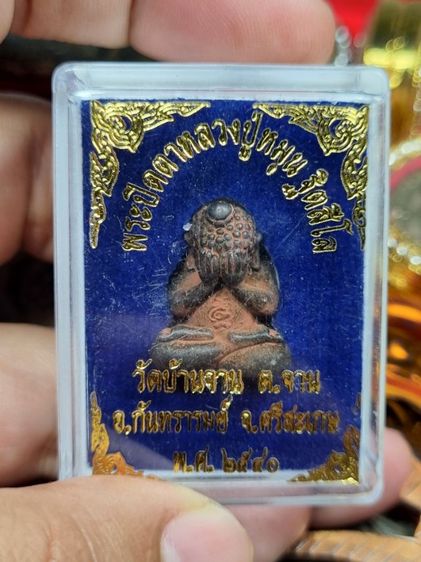 พระปิดตาหลวงปู่หมุน ฐิตสีโล
วัดบ้านจาน ต.จาน
อ.กันทรารมย์ จ.ศรีสะเกษ
พ.ศ. ๒๕๔๐